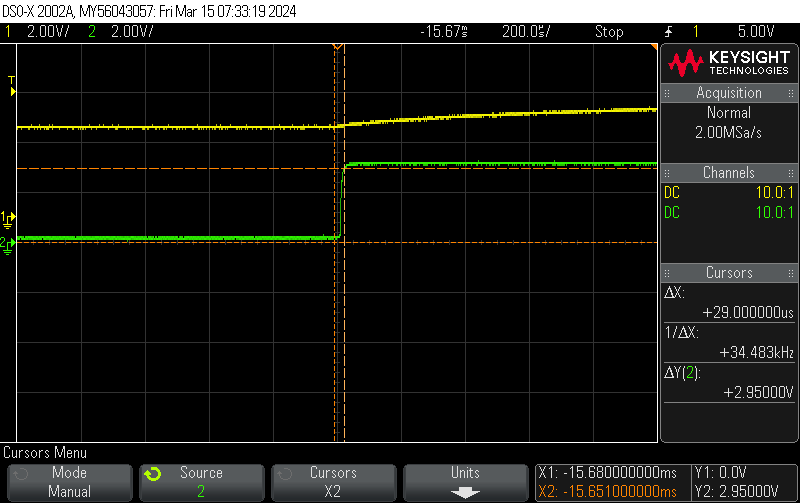 DSO-X 2002A, MY56043057: Fri Mar 15 07:33:19 2024
1 2.00V/ 2 2.00V/ -15.67ms 200.0us/ Stop 1 5.00V
KEYSIGHT
TECHNOLOGIES
Acquisition
Normal
2.00MSa/s
Channels
DC 10.0:1
DC 10.0:1
Cursors
ΔX:
+29.000000us
1/ΔX:
+34.483kHz
ΔY(2):
+2.95000V
T
1
2
Cursors Menu
Mode
Manual
Source
2
Cursors
X2
Units
X1: -15.680000000ms
X2: -15.651000000ms
Y1: 0.0V
Y2: 2.95000V